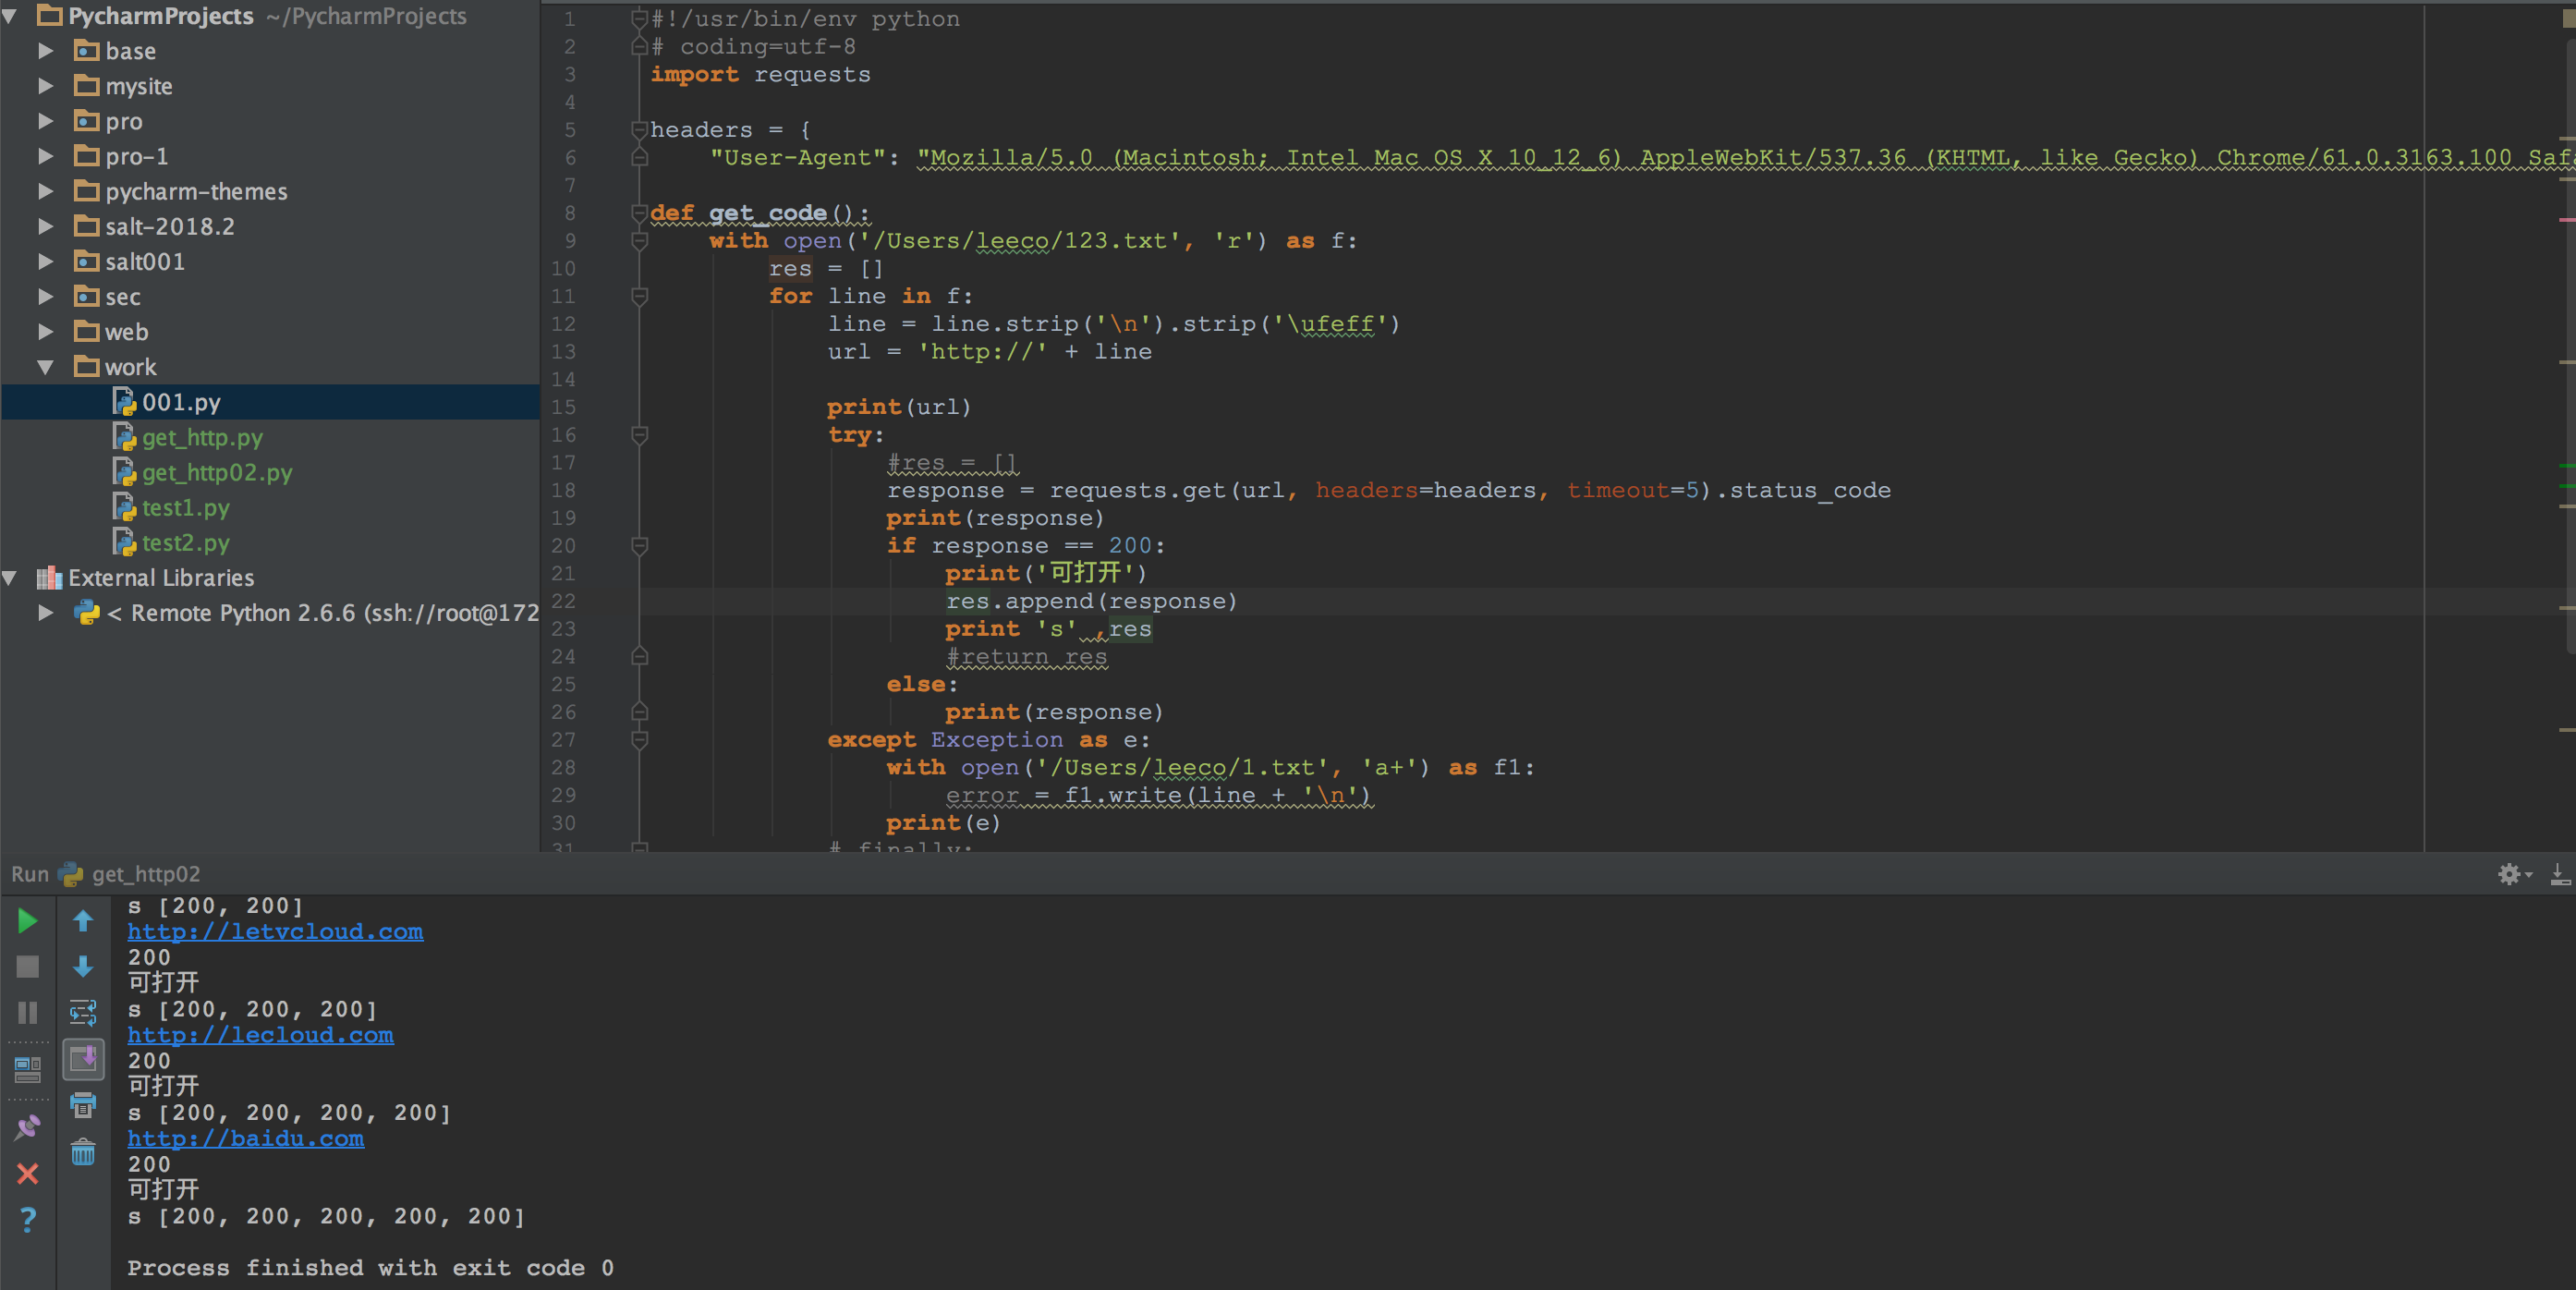 PycharmProjects ~/PycharmProjects
base
mysite
pro
pro-1
pycharm-themes
salt-2018.2
salt001
sec
web
work
001.py
get_http.py
get_http02.py
test1.py
test2.py
External Libraries
< Remote Python 2.6.6 (ssh://root@172
1 #!/usr/bin/env python
2 # coding=utf-8
3 import requests
4
5 headers = {
6 "User-Agent": "Mozilla/5.0 (Macintosh; Intel Mac OS X 10_12_6) AppleWebKit/537.36 (KHTML, like Gecko) Chrome/61.0.3163.100 Safa
7
8 def get_code():
9 with open('/Users/leeco/123.txt', 'r') as f:
10 res = []
11 for line in f:
12 line = line.strip('\n').strip('\ufeff')
13 url = 'http://' + line
14
15 print(url)
16 try:
17 #res = []
18 response = requests.get(url, headers=headers, timeout=5).status_code
19 print(response)
20 if response == 200:
21 print('可打开')
22 res.append(response)
23 print 's' ,res
24 #return res
25 else:
26 print(response)
27 except Exception as e:
28 with open('/Users/leeco/1.txt', 'a+') as f1:
29 error = f1.write(line + '\n')
30 print(e)
31 # finally:
Run get_http02
s [200, 200]
http://letvcloud.com
200
可打开
s [200, 200, 200]
http://lecloud.com
200
可打开
s [200, 200, 200, 200]
http://baidu.com
200
可打开
s [200, 200, 200, 200, 200]
Process finished with exit code 0